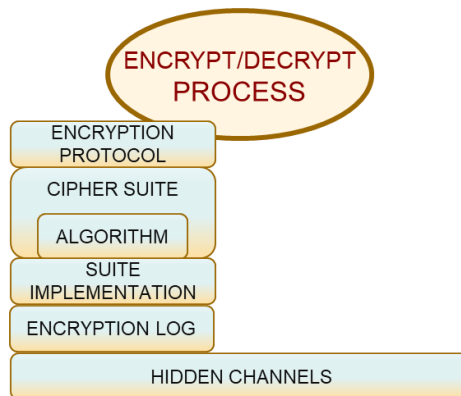 ENCRYPT/DECRYPT
PROCESS
ENCRYPTION
PROTOCOL
CIPHER SUITE
ALGORITHM
SUITE
IMPLEMENTATION
ENCRYPTION LOG
HIDDEN CHANNELS